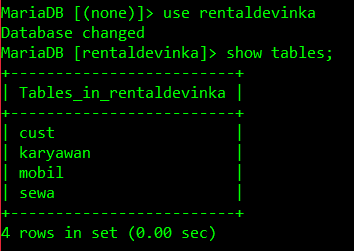 MariaDB [(none)]> use rentaldevinka
Database changed
MariaDB [rentaldevinka]> show tables;
+-------------------------+
| Tables_in_rentaldevinka |
+-------------------------+
| cust                    |
| karyawan                |
| mobil                   |
| sewa                    |
+-------------------------+
4 rows in set (0.00 sec)